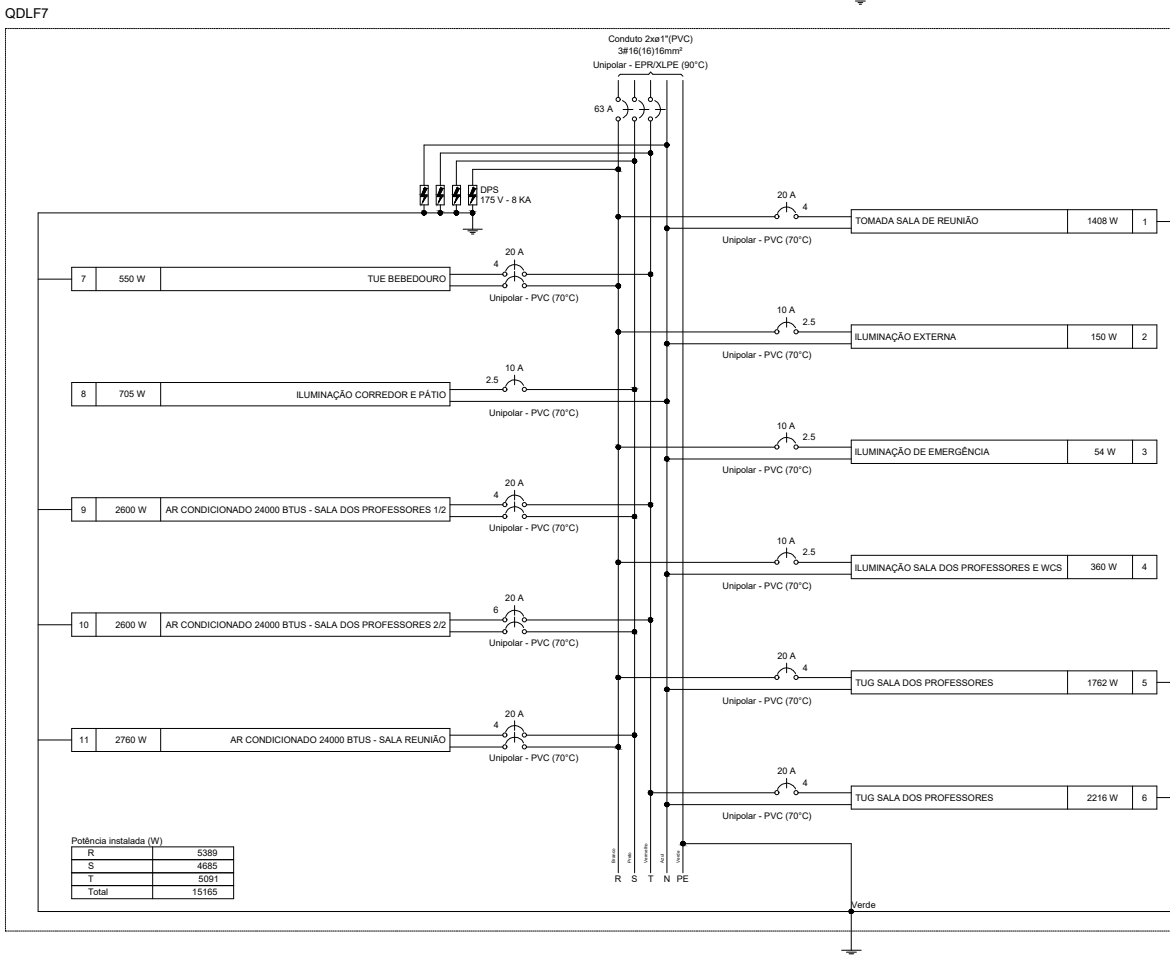 QDLF7
Conduto 2xø1"(PVC)
3#16(16)16mm²
Unipolar - EPR/XLPE (90°C)
63 A
DPS
175 V - 8 KA
20 A
4
TOMADA SALA DE REUNIÃO 1408 W 1
Unipolar - PVC (70°C)
20 A
4
7 550 W TUE BEBEDOURO
Unipolar - PVC (70°C)
10 A
2.5
ILUMINAÇÃO EXTERNA 150 W 2
Unipolar - PVC (70°C)
10 A
2.5
8 705 W ILUMINAÇÃO CORREDOR E PÁTIO
Unipolar - PVC (70°C)
10 A
2.5
ILUMINAÇÃO DE EMERGÊNCIA 54 W 3
Unipolar - PVC (70°C)
20 A
4
9 2600 W AR CONDICIONADO 24000 BTUS - SALA DOS PROFESSORES 1/2
Unipolar - PVC (70°C)
10 A
2.5
ILUMINAÇÃO SALA DOS PROFESSORES E WCS 360 W 4
Unipolar - PVC (70°C)
20 A
6
10 2600 W AR CONDICIONADO 24000 BTUS - SALA DOS PROFESSORES 2/2
Unipolar - PVC (70°C)
20 A
4
TUG SALA DOS PROFESSORES 1762 W 5
Unipolar - PVC (70°C)
20 A
4
11 2760 W AR CONDICIONADO 24000 BTUS - SALA REUNIÃO
Unipolar - PVC (70°C)
20 A
4
TUG SALA DOS PROFESSORES 2216 W 6
Unipolar - PVC (70°C)
Potência instalada (W)
R 5389
S 4685
T 5091
Total 15165
Branco Preto Vermelho Azul Verde
R S T N PE
Verde